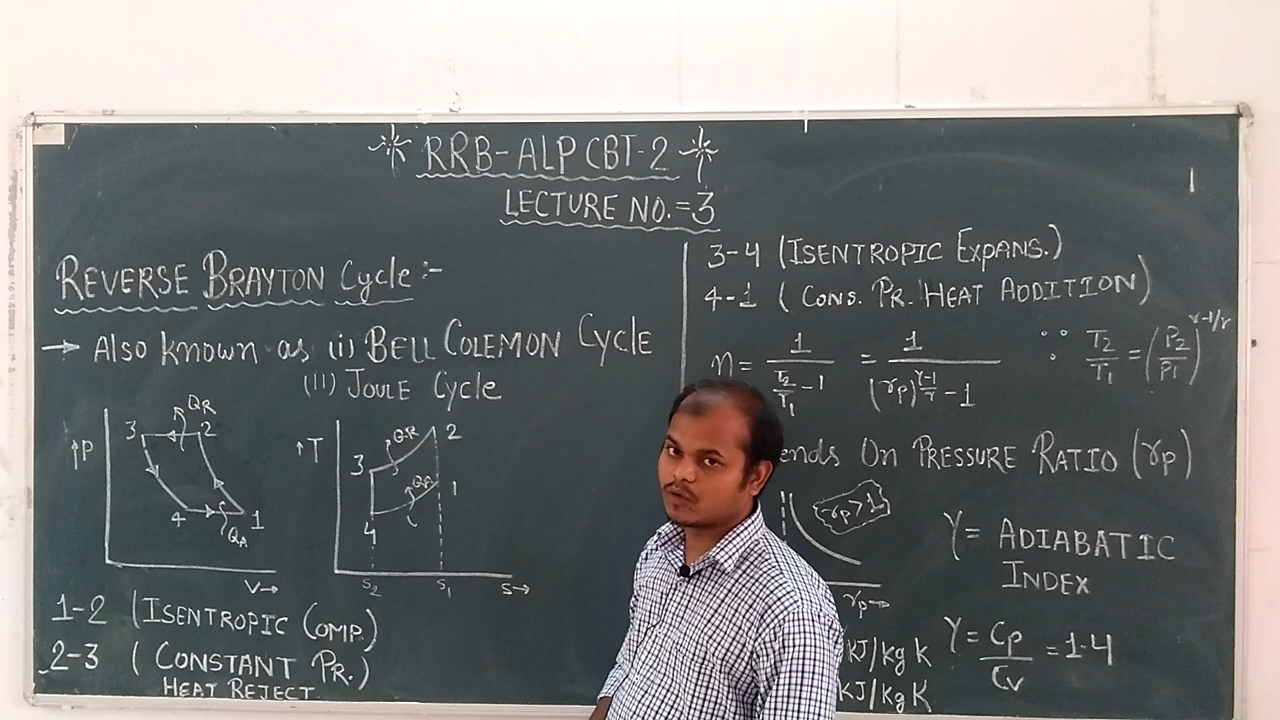 RRB-ALP CBT-2
LECTURE NO.=3
REVERSE BRAYTON Cycle:-
→ Also known as (i) BELL COLEMON Cycle
(II) JOULE Cycle
↑P
3
QR
2
4
1
QA
V→
↑T
3
QR
2
QA
1
4
S2
S1
S→
1-2 (ISENTROPIC COMP.)
2-3 (CONSTANT PR.)
HEAT REJECT.
3-4 (ISENTROPIC EXPANS.)
4-1 (CONS. PR. HEAT ADDITION)
η = 1/(T2/T1 - 1) = 1/((rp)^(γ-1/γ) - 1) ∵ T2/T1 = (P2/P1)^(γ-1/γ)
ends On PRESSURE RATIO (rp)
rp>1
rp→
γ = ADIABATIC
INDEX
KJ/kg K
KJ/kg K
γ = Cp/Cv = 1.4